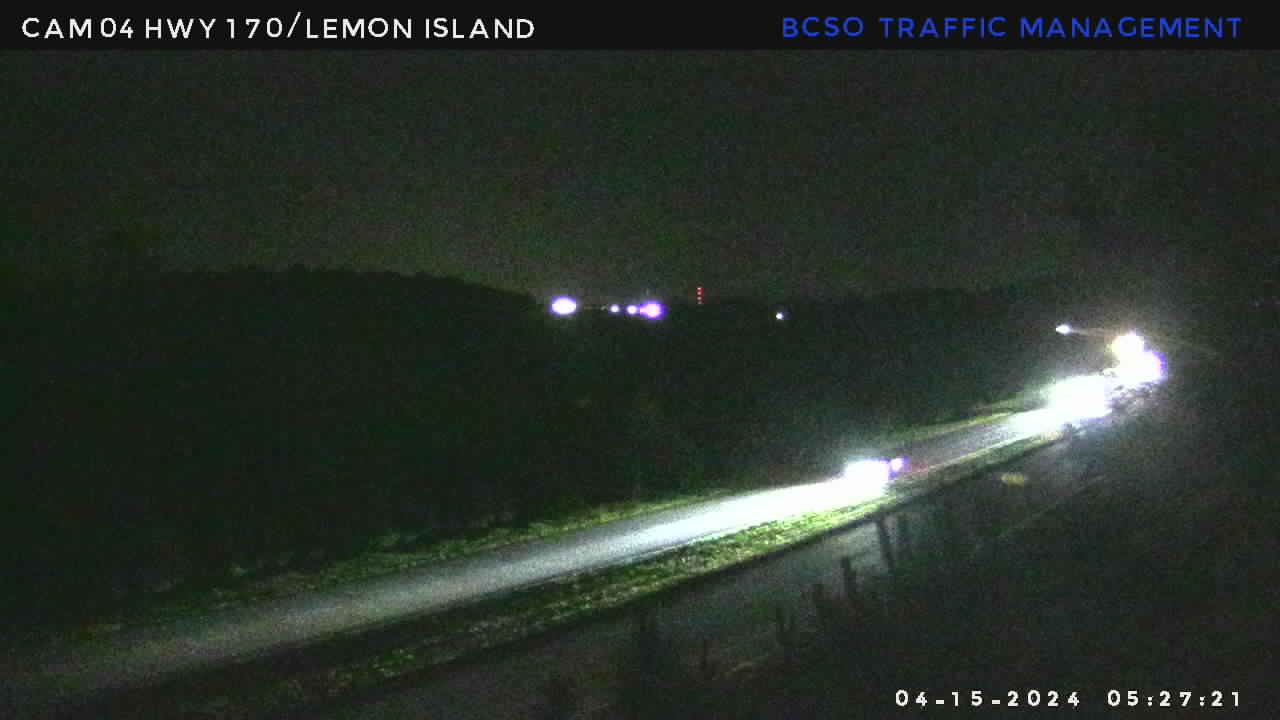 CAM04 HWY 170/LEMON ISLAND
BCSO TRAFFIC MANAGEMENT
04-15-2024 05:27:21